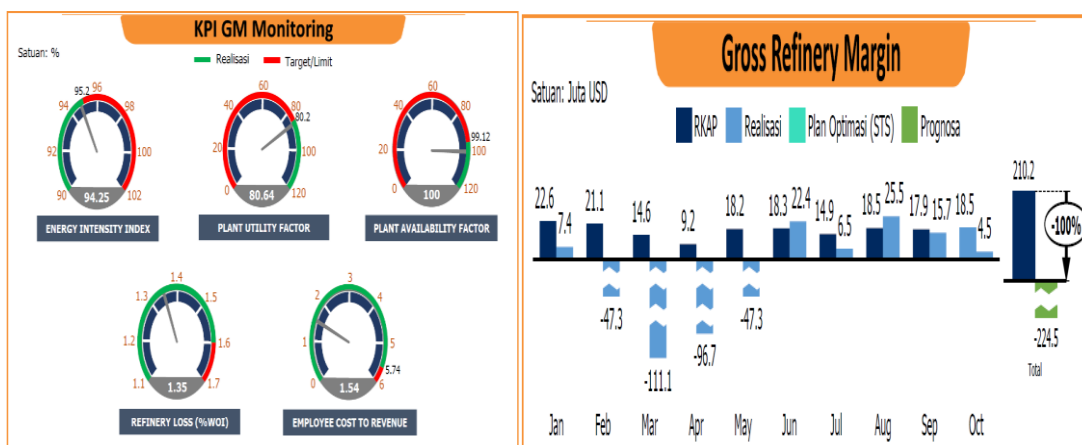 KPI GM Monitoring
Satuan: %
Realisasi Target/Limit
90 92 94 95.2 96 98 100 102
94.25
ENERGY INTENSITY INDEX
0 20 40 60 80 80.2 100 120
80.64
PLANT UTILITY FACTOR
0 20 40 60 80 99.12 100 120
100
PLANT AVAILABILITY FACTOR
1.1 1.2 1.3 1.4 1.5 1.6 1.7
1.35
REFINERY LOSS (%WOI)
0 1 2 3 4 5 5.74 6
1.54
EMPLOYEE COST TO REVENUE
Gross Refinery Margin
Satuan: Juta USD
RKAP Realisasi Plan Optimasi (STS) Prognosa
22.6 7.4 21.1 14.6 9.2 18.2 18.3 22.4 14.9 6.5 18.5 25.5 17.9 15.7 18.5 4.5 210.2
-100%
-47.3 -111.1 -96.7 -47.3 -224.5
Total
Jan Feb Mar Apr May Jun Jul Aug Sep Oct